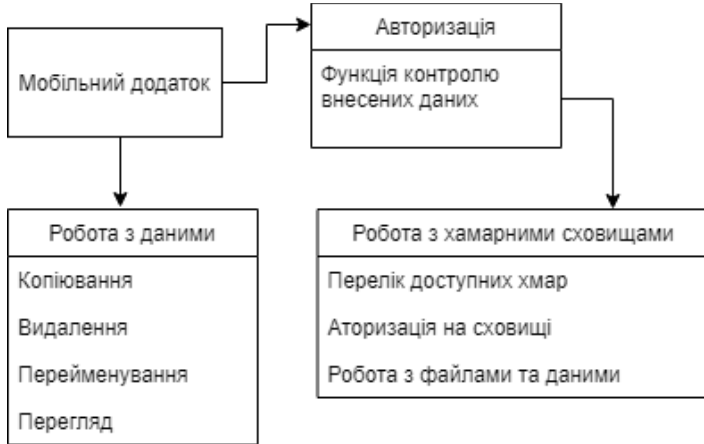 Мобільний додаток
Авторизація
Функція контролю
внесених даних
Робота з даними
Копіювання
Видалення
Перейменування
Перегляд
Робота з хамарними сховищами
Перелік доступних хмар
Аторизація на сховищі
Робота з файлами та даними